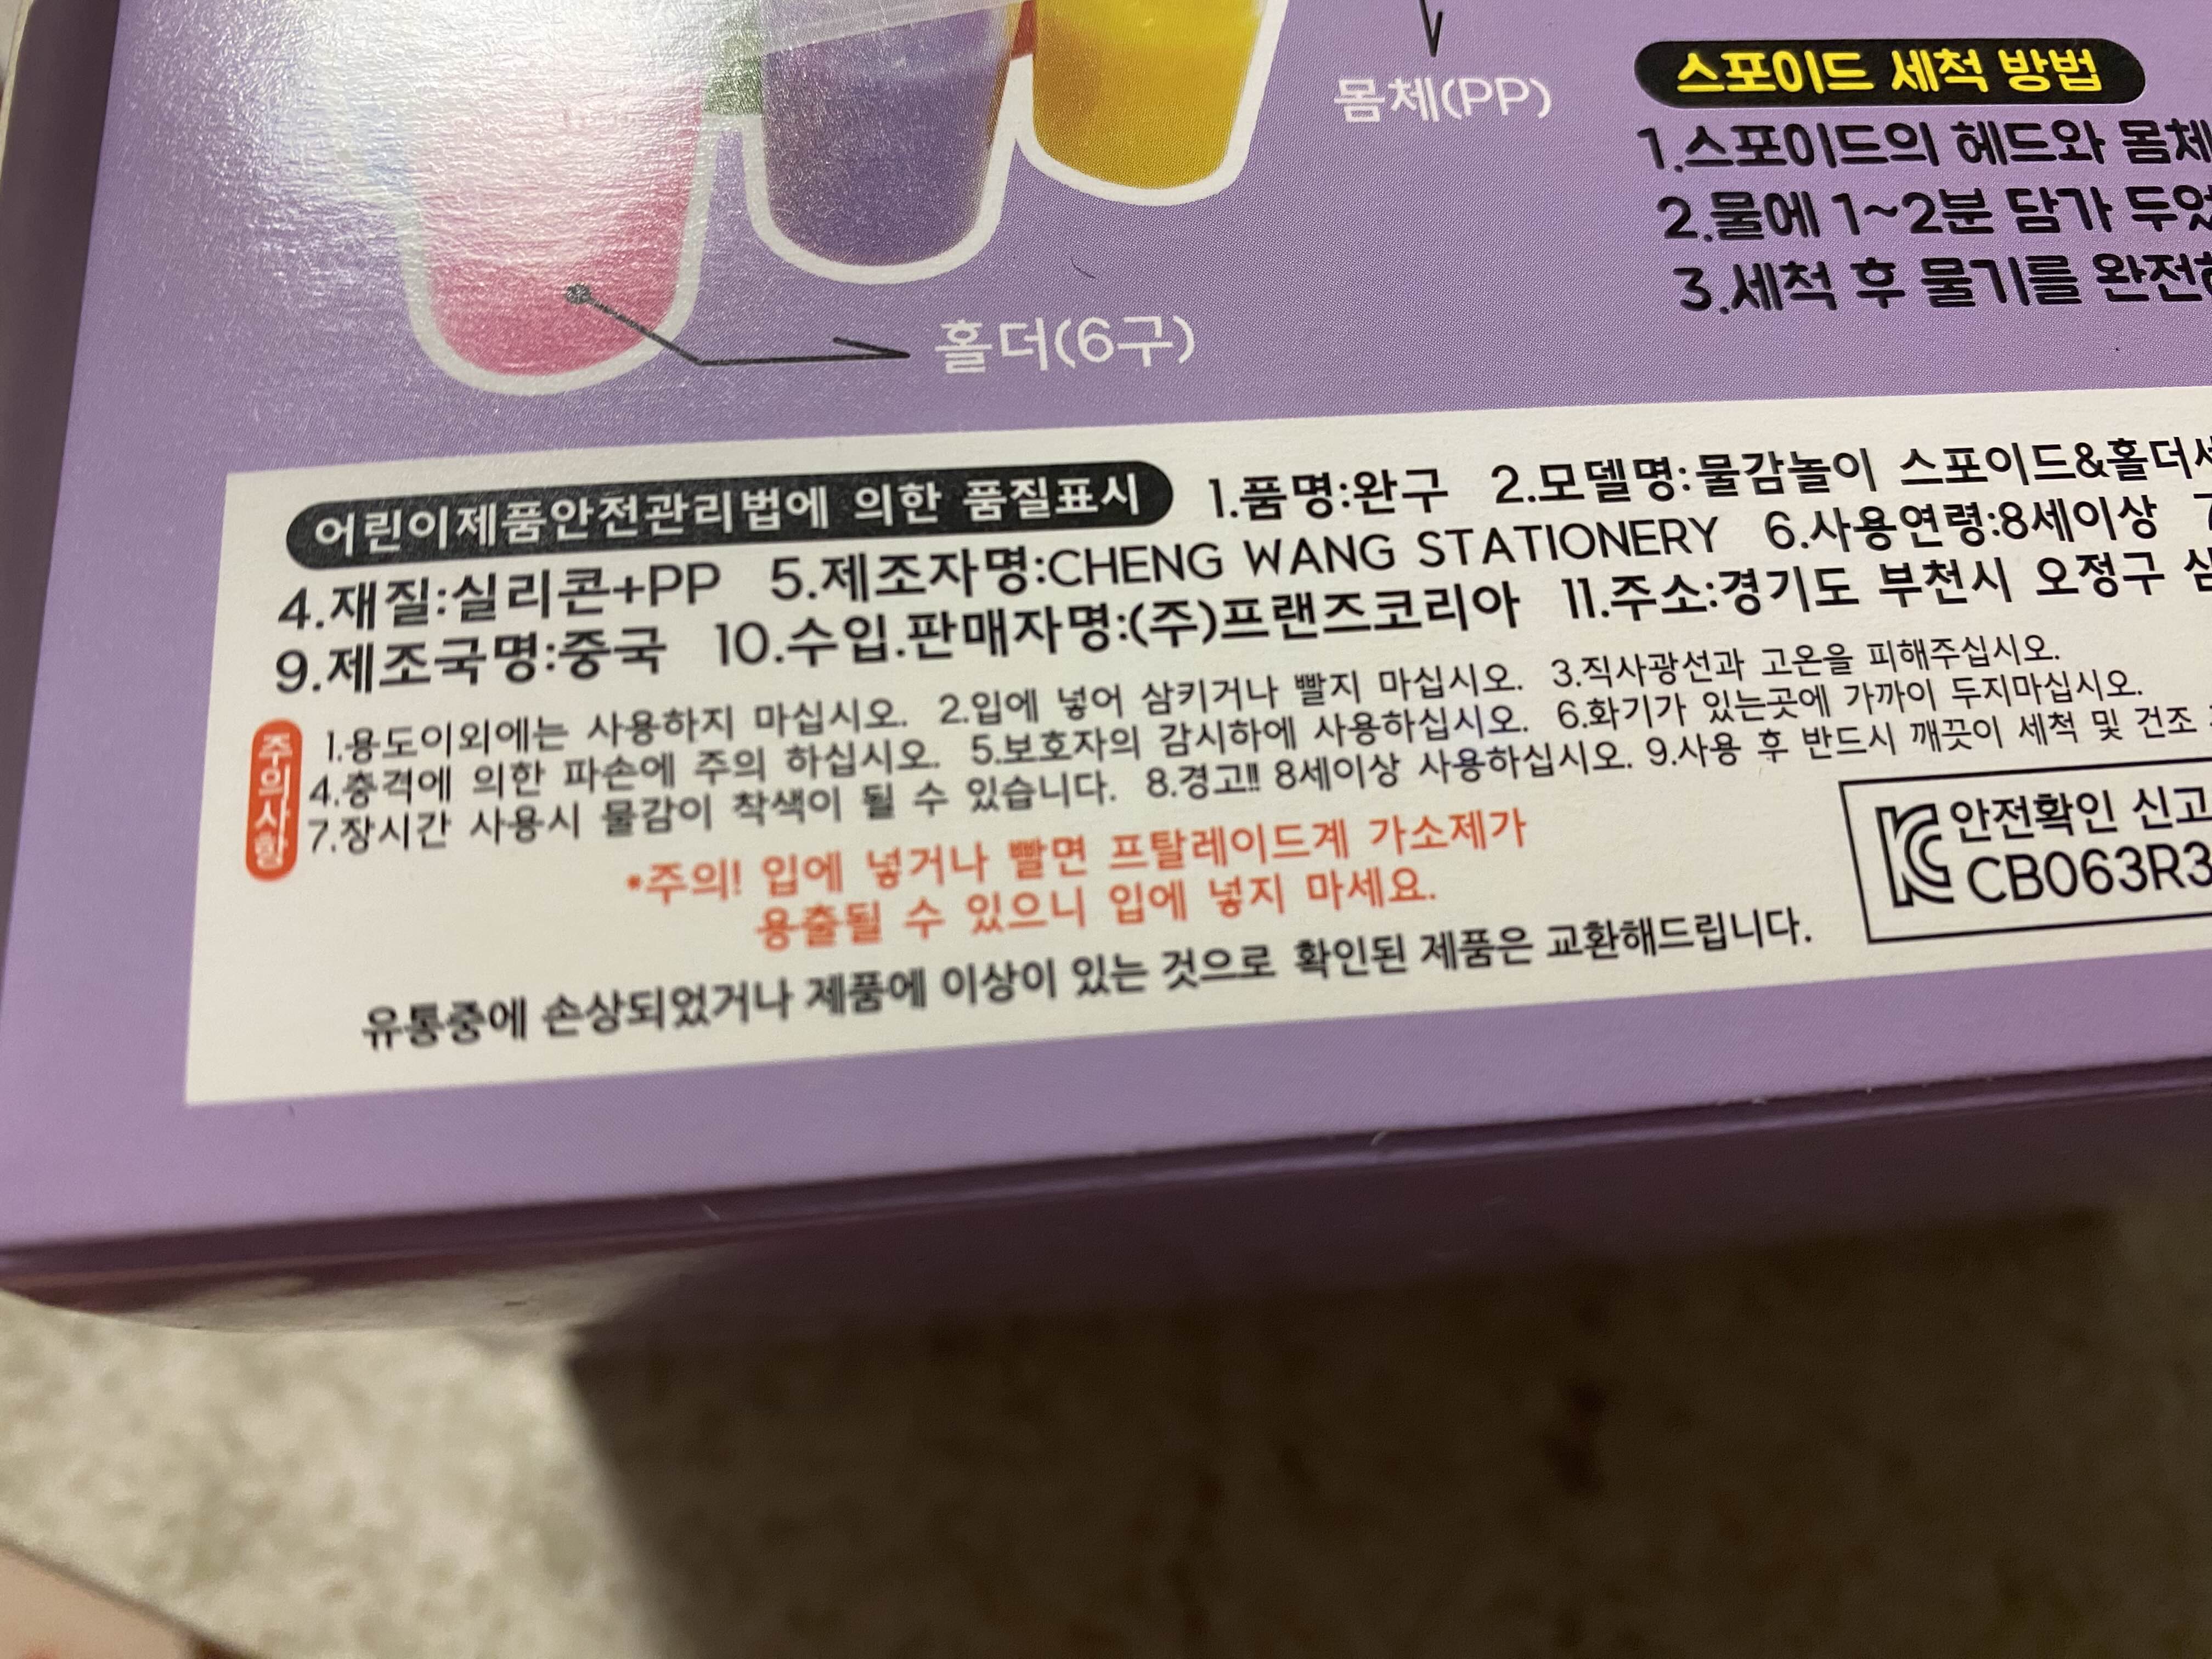 몸체(PP)
홀더(6구)
스포이드 세척 방법
1.스포이드의 헤드와 몸체
2.물에 1~2분 담가 두었
3.세척 후 물기를
어린이제품안전관리법에 의한 품질표시 1.품명:완구 2.모델명:물감놀이 스포이드&홀더
4.재질:실리콘+PP 5.제조자명:CHENG WANG STATIONERY 6.사용연령:8세이상 7
9.제조국명:중국 10.수입.판매자명:(주)프랜즈코리아 11.주소:경기도 부천시 오정구
주의사항
1.용도이외에는 사용하지 마십시오. 2.입에 넣어 삼키거나 빨지 마십시오. 3.직사광선과 고온을 피해주십시오.
4.충격에 의한 파손에 주의 하십시오. 5.보호자의 감시하에 사용하십시오. 6.화기가 있는곳에 가까이 두지마십시오.
7.장시간 사용시 물감이 착색이 될 수 있습니다. 8.경고!! 8세이상 사용하십시오. 9.사용 후 반드시 깨끗이 세척 및 건조
*주의! 입에 넣거나 빨면 프탈레이드계 가소제가
용출될 수 있으니 입에 넣지 마세요.
유통중에 손상되었거나 제품에 이상이 있는 것으로 확인된 제품은 교환해드립니다.
안전확인 신고
CB063R3